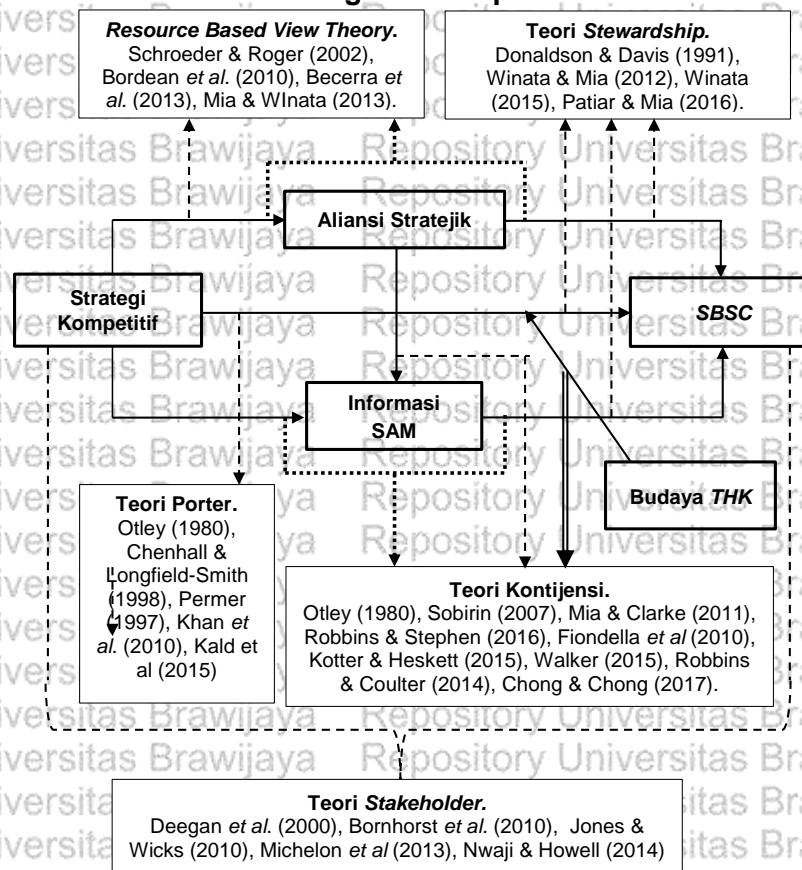 Resource Based View Theory.
Schroeder & Roger (2002),
Bordean et al. (2010), Becerra et
al. (2013), Mia & WInata (2013).
Teori Stewardship.
Donaldson & Davis (1991),
Winata & Mia (2012), Winata
(2015), Patiar & Mia (2016).
Aliansi Stratejik
Strategi
Kompetitif
SBSC
Informasi
SAM
Budaya THK
Teori Porter.
Otley (1980),
Chenhall &
Longfield-Smith
(1998), Permer
(1997), Khan et
al. (2010), Kald et
al (2015)
Teori Kontijensi.
Otley (1980), Sobirin (2007), Mia & Clarke (2011),
Robbins & Stephen (2016), Fiondella et al (2010),
Kotter & Heskett (2015), Walker (2015), Robbins
& Coulter (2014), Chong & Chong (2017).
Teori Stakeholder.
Deegan et al. (2000), Bornhorst et al. (2010), Jones &
Wicks (2010), Michelon et al (2013), Nwaji & Howell (2014)